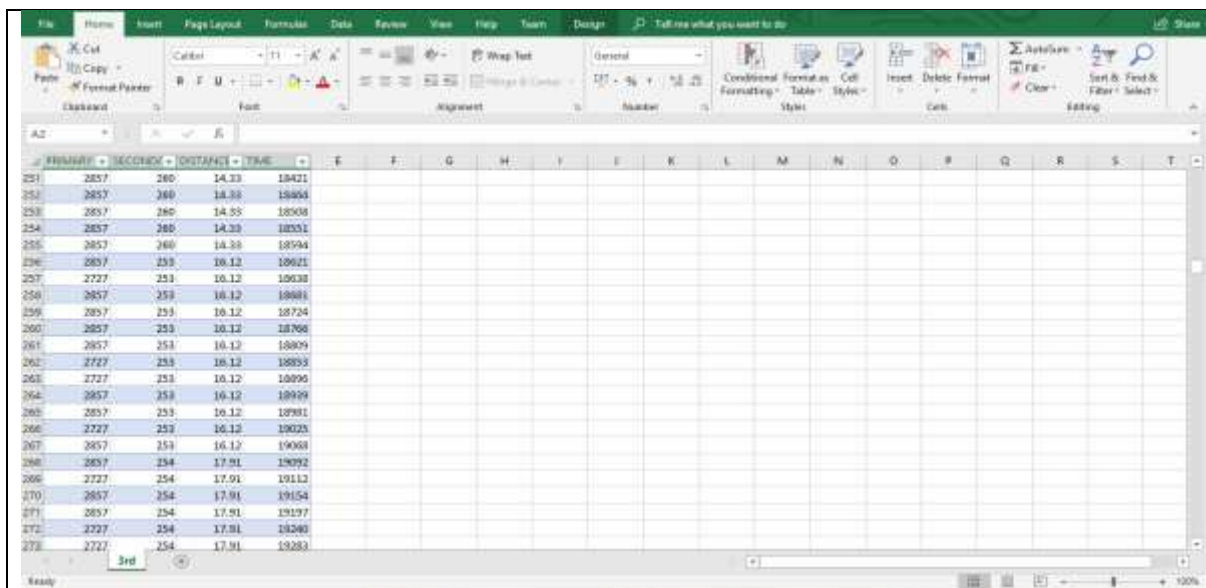 File Home Insert Page Layout Formulas Data Review View Help Team Design Tell me what you want to do Share
Cut
Copy
Format Painter
Paste
Calibri 11
Wrap Text
Merge & Center
General
Conditional Formatting
Format as Table
Cell Styles
Insert Delete Format
AutoSum
Fill
Clear
Sort & Filter
Find & Select
Clipboard Font Alignment Number Styles Cells Editing
A2
PRIMARY SECONDA DISTANCE TIME E F G H I J K L M N O P Q R S T
251 2857 260 14.33 18421
252 2857 260 14.33 18464
253 2857 260 14.33 18508
254 2857 260 14.33 18551
255 2857 260 14.33 18594
256 2857 253 16.12 18621
257 2727 253 16.12 18638
258 2857 253 16.12 18681
259 2857 253 16.12 18724
260 2857 253 16.12 18766
261 2857 253 16.12 18809
262 2727 253 16.12 18853
263 2727 253 16.12 18896
264 2857 253 16.12 18939
265 2857 253 16.12 18981
266 2727 253 16.12 19025
267 2857 253 16.12 19068
268 2857 254 17.91 19092
269 2727 254 17.91 19112
270 2857 254 17.91 19154
271 2857 254 17.91 19197
272 2727 254 17.91 19240
273 2727 254 17.91 19283
3rd
Ready 100%